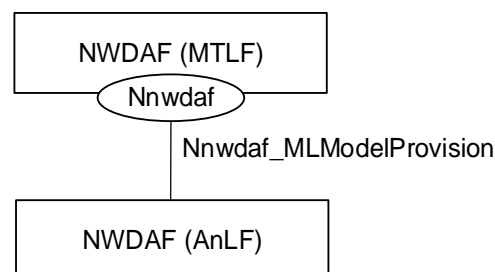 NWDAF (MTLF)
Nnwdaf
Nnwdaf_MLModelProvision
NWDAF (AnLF)